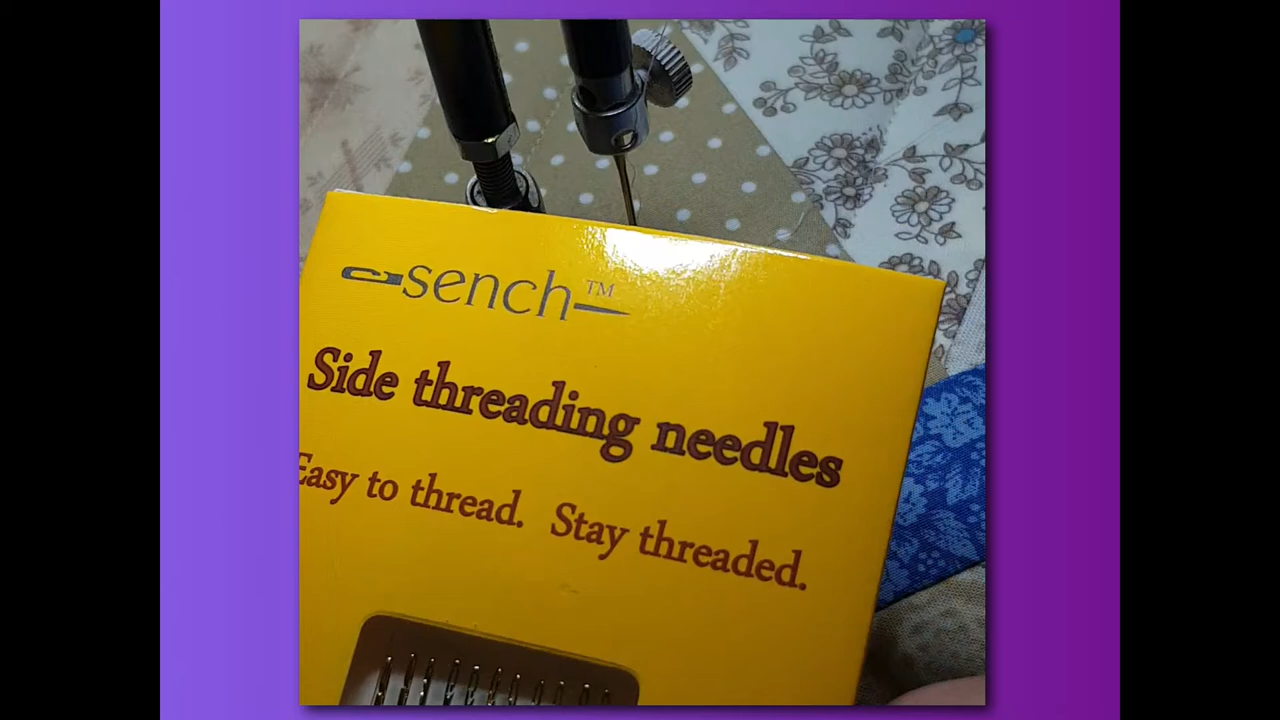 sench™
Side threading needles
Easy to thread. Stay threaded.